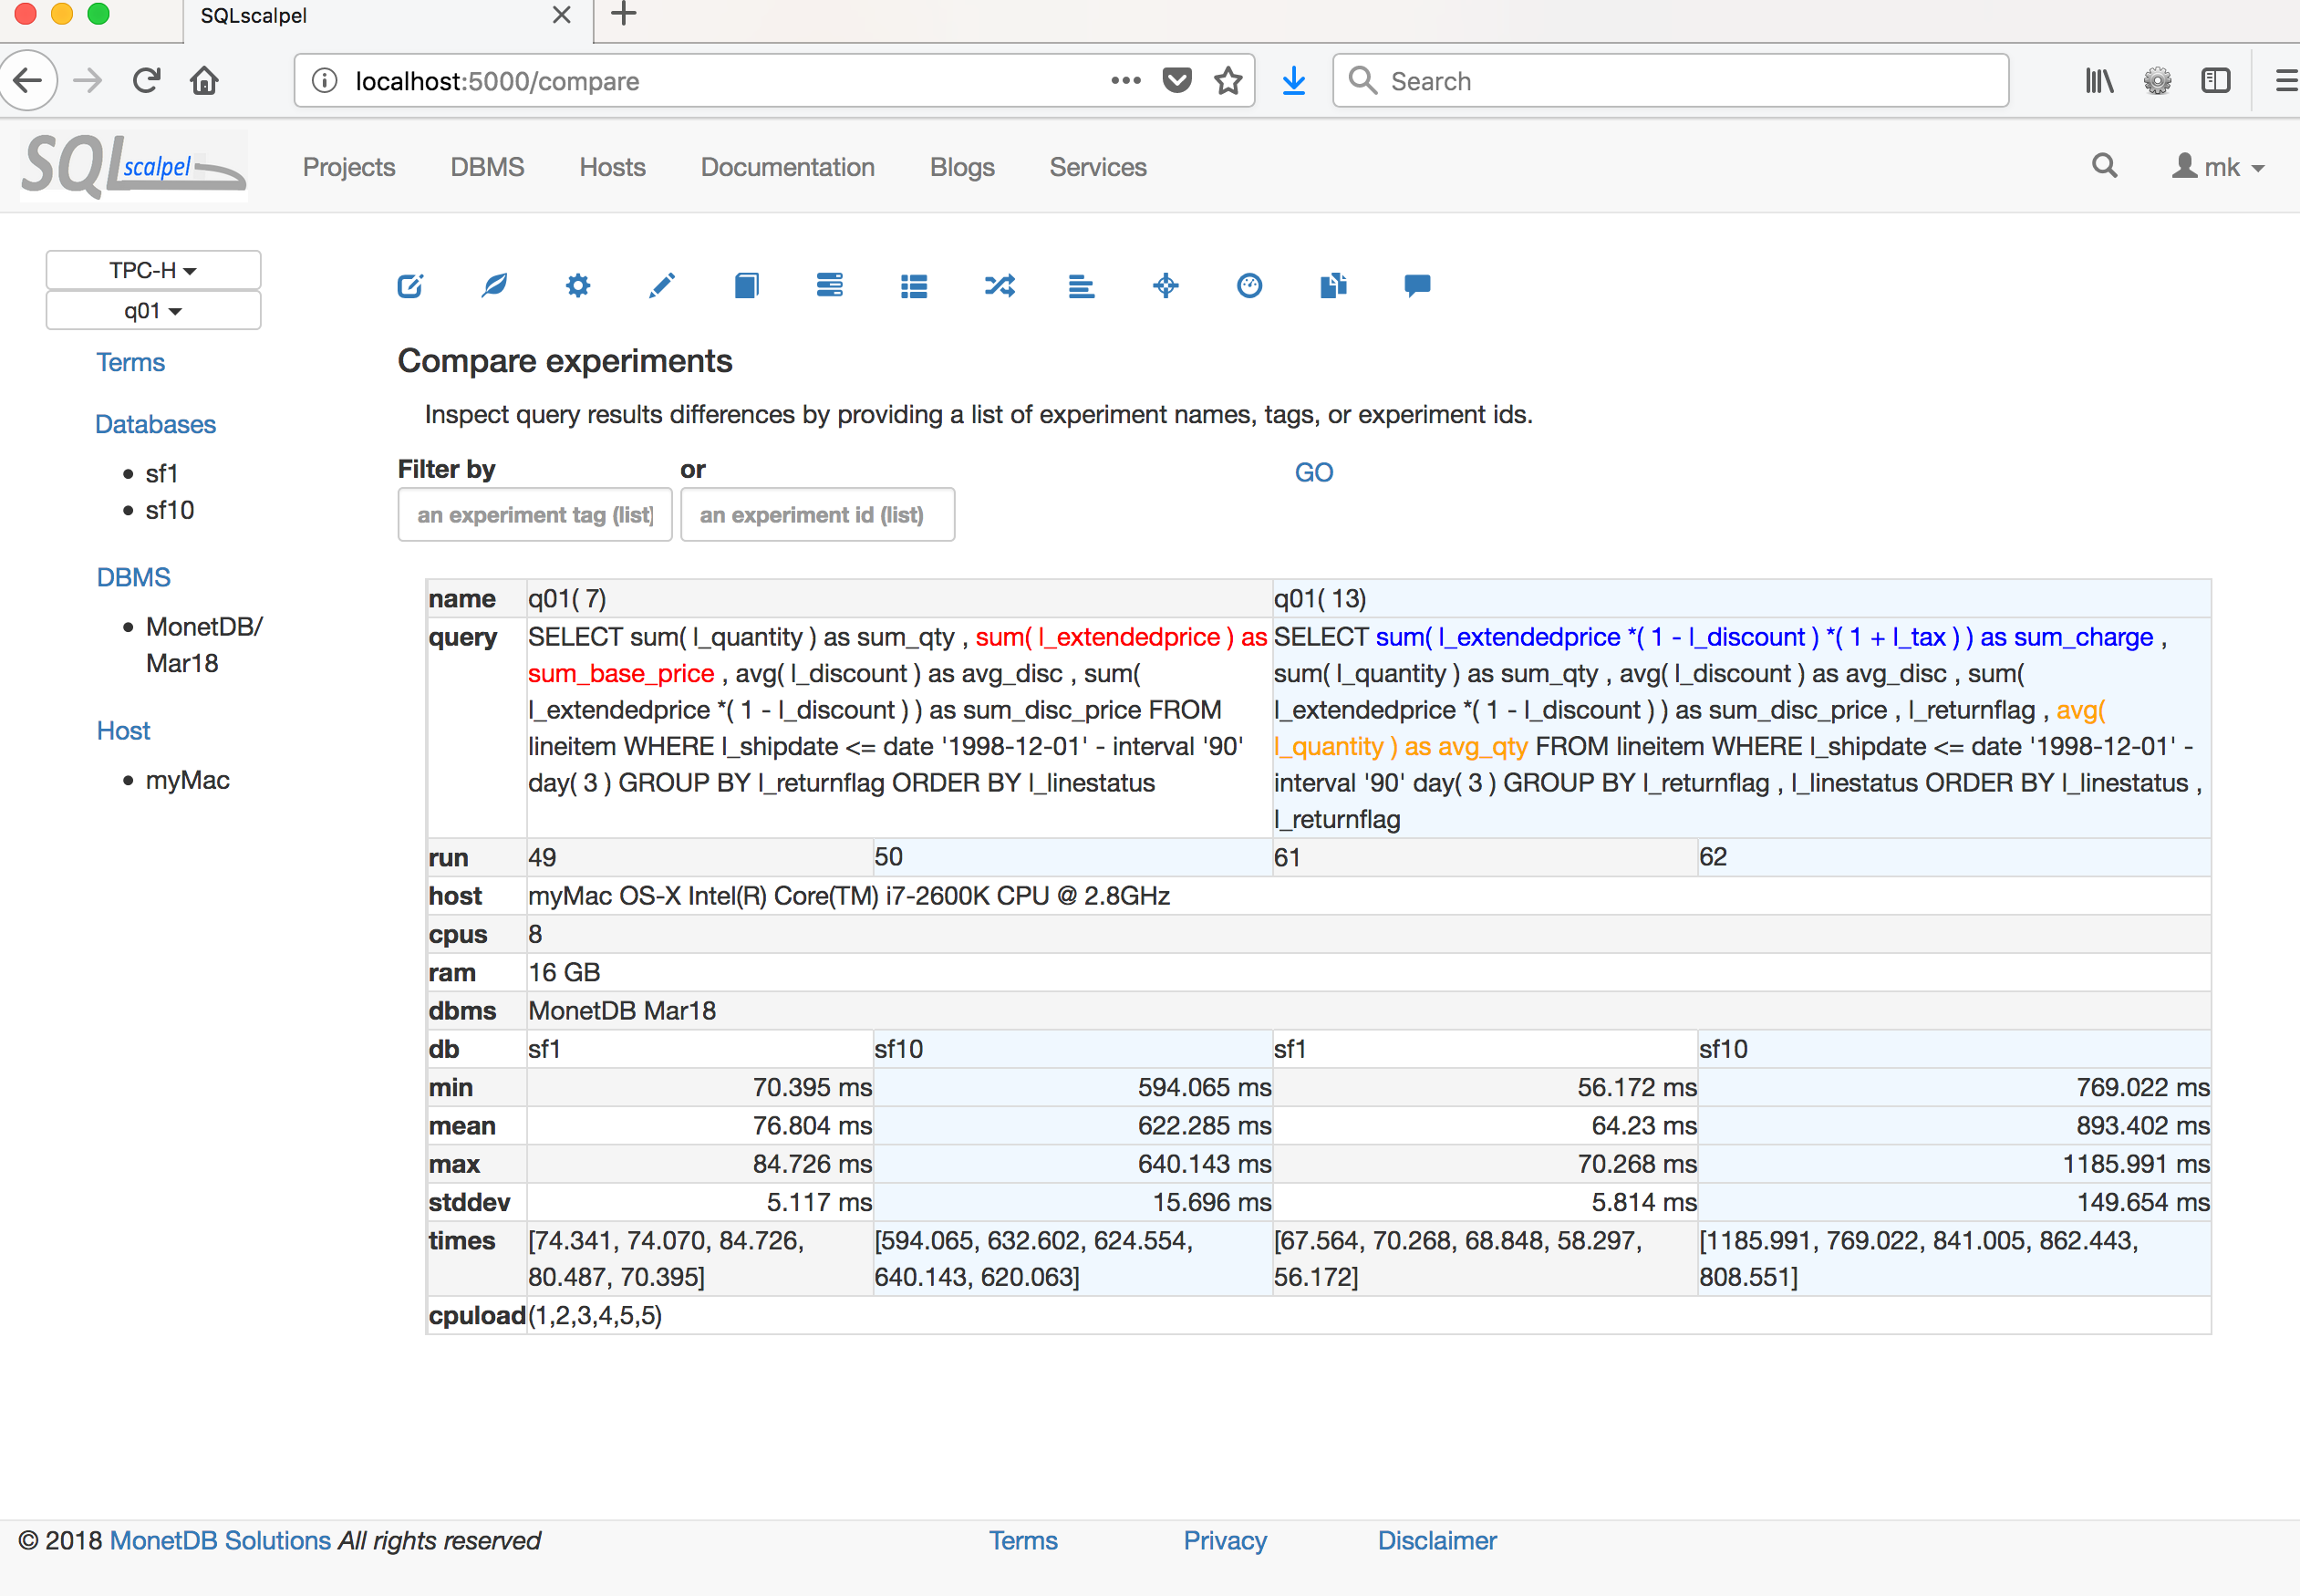 SQLscalpel
localhost:5000/compare
Search
SQL scalpel
Projects DBMS Hosts Documentation Blogs Services mk
TPC-H
q01
Terms
Databases
sf1
sf10
DBMS
MonetDB/
Mar18
Host
myMac
Compare experiments
Inspect query results differences by providing a list of experiment names, tags, or experiment ids.
Filter by or GO
an experiment tag (list) an experiment id (list)
name q01( 7) q01( 13)
query SELECT sum( l_quantity ) as sum_qty , sum( l_extendedprice ) as
sum_base_price , avg( l_discount ) as avg_disc , sum(
l_extendedprice *( 1 - l_discount ) ) as sum_disc_price FROM
lineitem WHERE l_shipdate <= date '1998-12-01' - interval '90'
day( 3 ) GROUP BY l_returnflag ORDER BY l_linestatus
SELECT sum( l_extendedprice *( 1 - l_discount ) *( 1 + l_tax ) ) as sum_charge ,
sum( l_quantity ) as sum_qty , avg( l_discount ) as avg_disc , sum(
l_extendedprice *( 1 - l_discount ) ) as sum_disc_price , l_returnflag , avg(
l_quantity ) as avg_qty FROM lineitem WHERE l_shipdate <= date '1998-12-01' -
interval '90' day( 3 ) GROUP BY l_returnflag , l_linestatus ORDER BY l_linestatus ,
l_returnflag
run 49 50 61 62
host myMac OS-X Intel(R) Core(TM) i7-2600K CPU @ 2.8GHz
cpus 8
ram 16 GB
dbms MonetDB Mar18
db sf1 sf10 sf1 sf10
min 70.395 ms 594.065 ms 56.172 ms 769.022 ms
mean 76.804 ms 622.285 ms 64.23 ms 893.402 ms
max 84.726 ms 640.143 ms 70.268 ms 1185.991 ms
stddev 5.117 ms 15.696 ms 5.814 ms 149.654 ms
times [74.341, 74.070, 84.726, [594.065, 632.602, 624.554, [67.564, 70.268, 68.848, 58.297, [1185.991, 769.022, 841.005, 862.443,
80.487, 70.395] 640.143, 620.063] 56.172] 808.551]
cpuload (1,2,3,4,5,5)
© 2018 MonetDB Solutions All rights reserved Terms Privacy Disclaimer